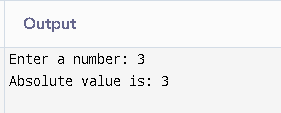 Output
Enter a number: 3
Absolute value is: 3